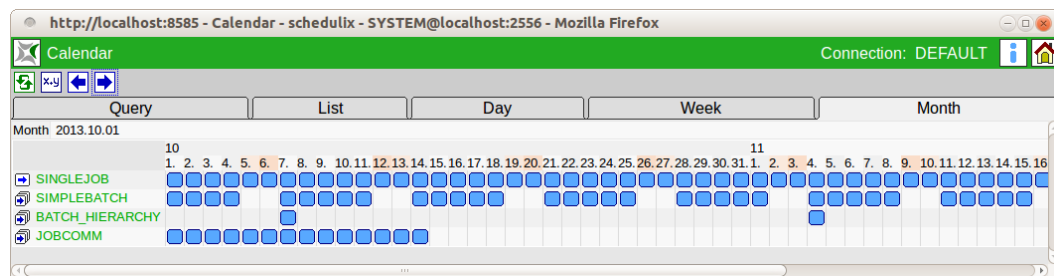 http://localhost:8585 - Calendar - schedulix - SYSTEM@localhost:2556 - Mozilla Firefox
Calendar Connection: DEFAULT i
x.y
Query List Day Week Month
Month 2013.10.01
10 11
1. 2. 3. 4. 5. 6. 7. 8. 9. 10. 11. 12. 13. 14. 15. 16. 17. 18. 19. 20. 21. 22. 23. 24. 25. 26. 27. 28. 29. 30. 31. 1. 2. 3. 4. 5. 6. 7. 8. 9. 10. 11. 12. 13. 14. 15. 16
SINGLEJOB
SIMPLEBATCH
BATCH_HIERARCHY
JOBCOMM